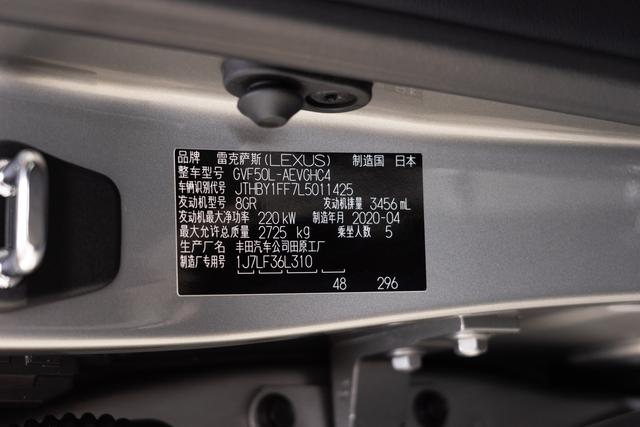 品牌 雷克萨斯(LEXUS) 制造国 日本
整车型号 GVF50L-AEVGHC4
车辆识别代号 JTHBY1FF7L5011425
发动机型号 8GR 发动机排量 3456 mL
发动机最大净功率 220 kW 制造年月 2020-04
最大允许总质量 2725 kg 乘坐人数 5
生产厂名 丰田汽车公司田原工厂
制造厂专用号 1J7LF36L310
48 296